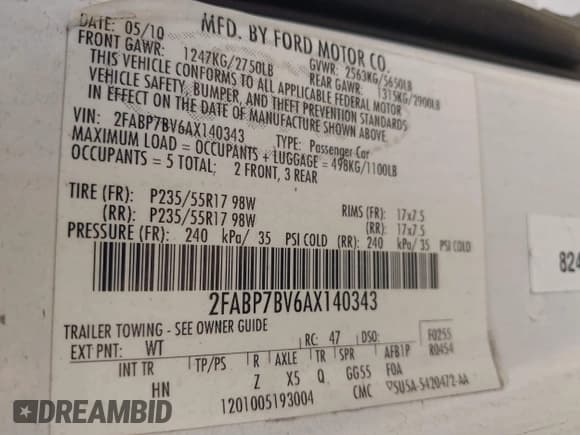 DATE: 05/10
MFD. BY FORD MOTOR CO.
FRONT GAWR: 1247KG/2750LB
GVWR: 2563KG/5650LB
REAR GAWR: 1315KG/2900LB
THIS VEHICLE CONFORMS TO ALL APPLICABLE FEDERAL MOTOR
VEHICLE SAFETY, BUMPER, AND THEFT PREVENTION STANDARDS
IN EFFECT ON THE DATE OF MANUFACTURE SHOWN ABOVE.
VIN: 2FABP7BV6AX140343
TYPE: Passenger Car
MAXIMUM LOAD = OCCUPANTS + LUGGAGE = 498KG/1100LB
OCCUPANTS = 5 TOTAL; 2 FRONT, 3 REAR
TIRE (FR): P235/55R17 98W RIMS (FR): 17x7.5
(RR): P235/55R17 98W (RR): 17x7.5
PRESSURE (FR): 240 kPa/ 35 PSI COLD (RR): 240 kPa/ 35 PSI COLD
2FABP7BV6AX140343
TRAILER TOWING - SEE OWNER GUIDE
EXT PNT: WT RC: 47 DSO: F0255
R0454
INT TR TP/PS R AXLE TR SPR AFB1P
HN Z X5 Q GG55 FOA
1201005193004 CMC 5U5A-5420472-AA
824
DREAMBID